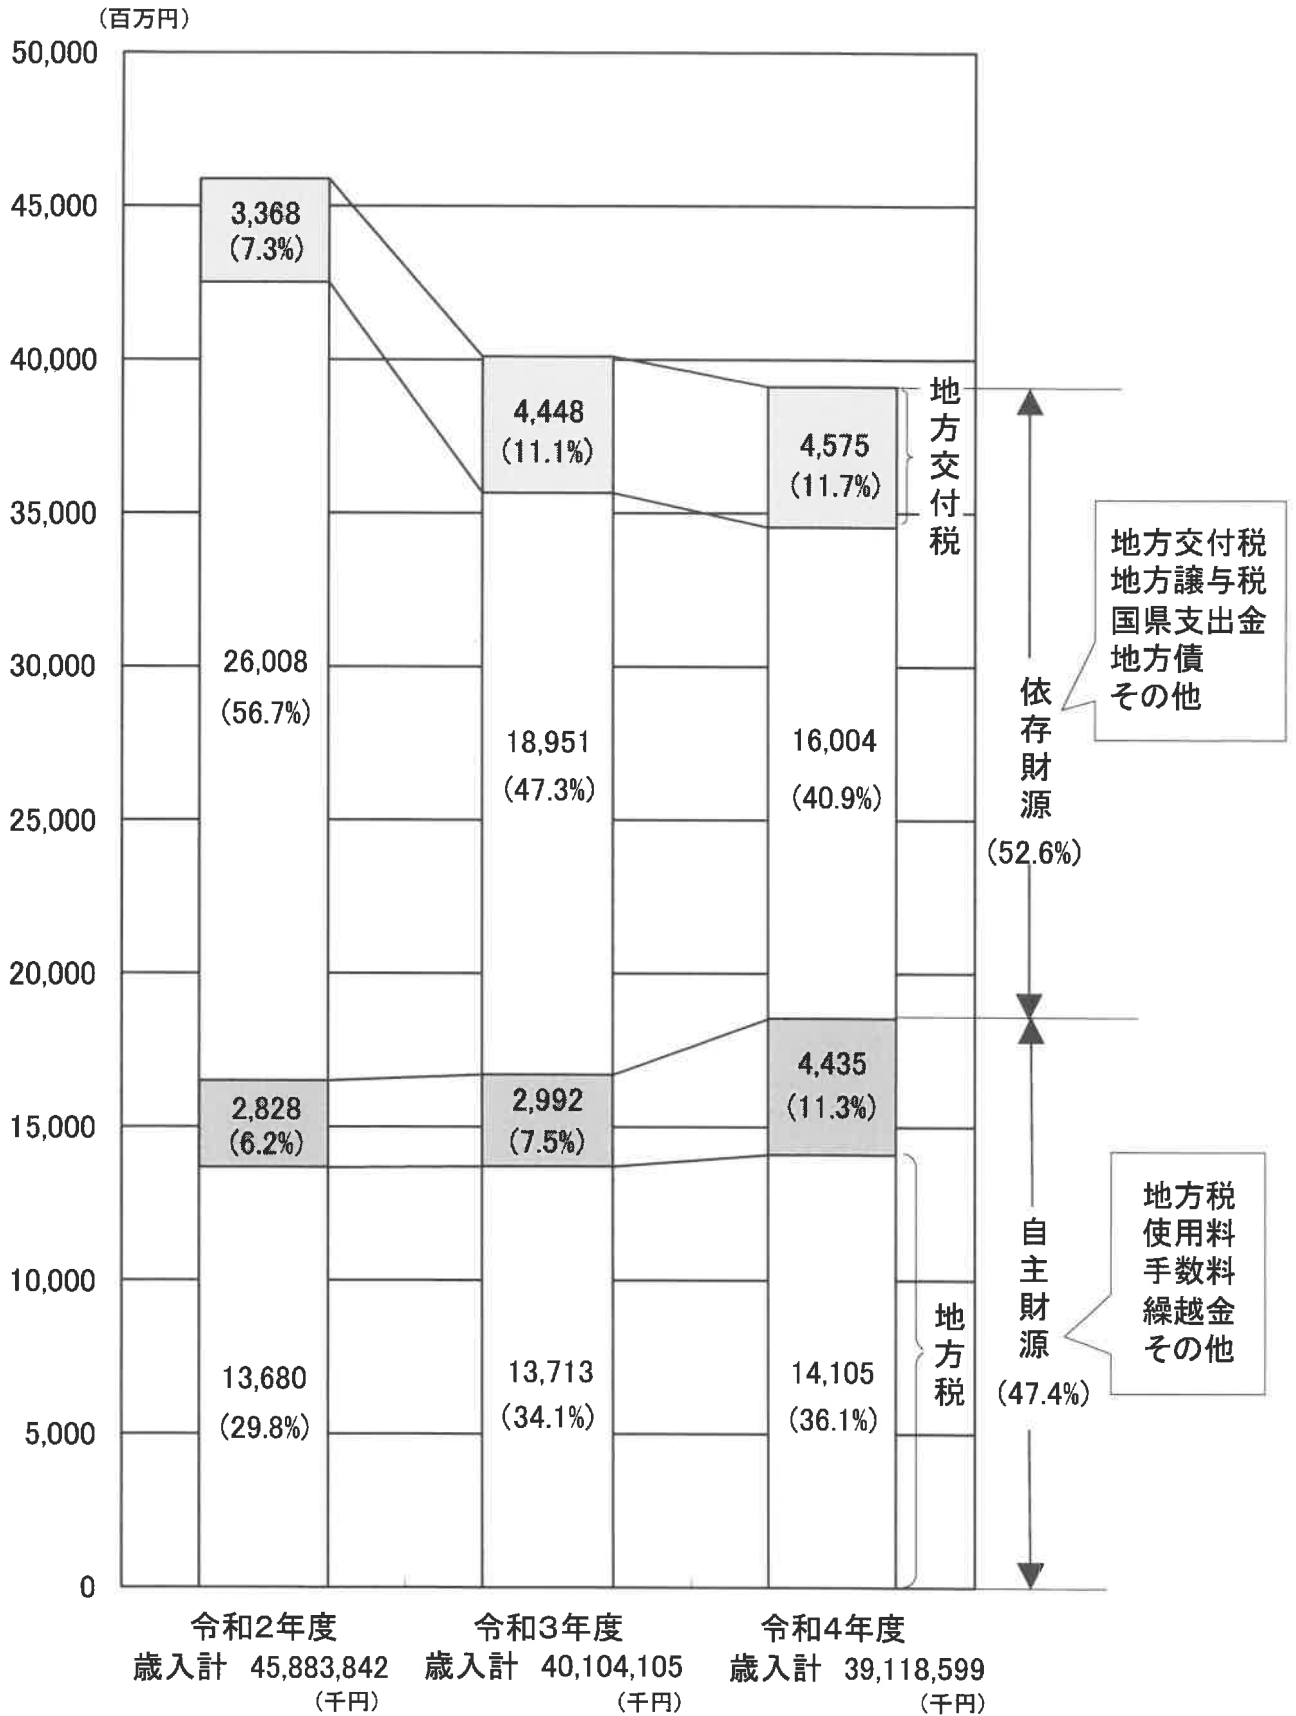 （百万円）
50,000
45,000
40,000
35,000
30,000
25,000
20,000
15,000
10,000
5,000
0
3,368
（7.3%）
26,008
（56.7%）
2,828
（6.2%）
13,680
（29.8%）
4,448
（11.1%）
18,951
（47.3%）
2,992
（7.5%）
13,713
（34.1%）
4,575
（11.7%）
16,004
（40.9%）
4,435
（11.3%）
14,105
（36.1%）
地方交付税
地方税
依存財源
（52.6%）
自主財源
（47.4%）
地方交付税
地方譲与税
国県支出金
地方債
その他
地方税
使用料
手数料
繰越金
その他
令和２年度
歳入計 45,883,842
（千円）
令和３年度
歳入計 40,104,105
（千円）
令和４年度
歳入計 39,118,599
（千円）